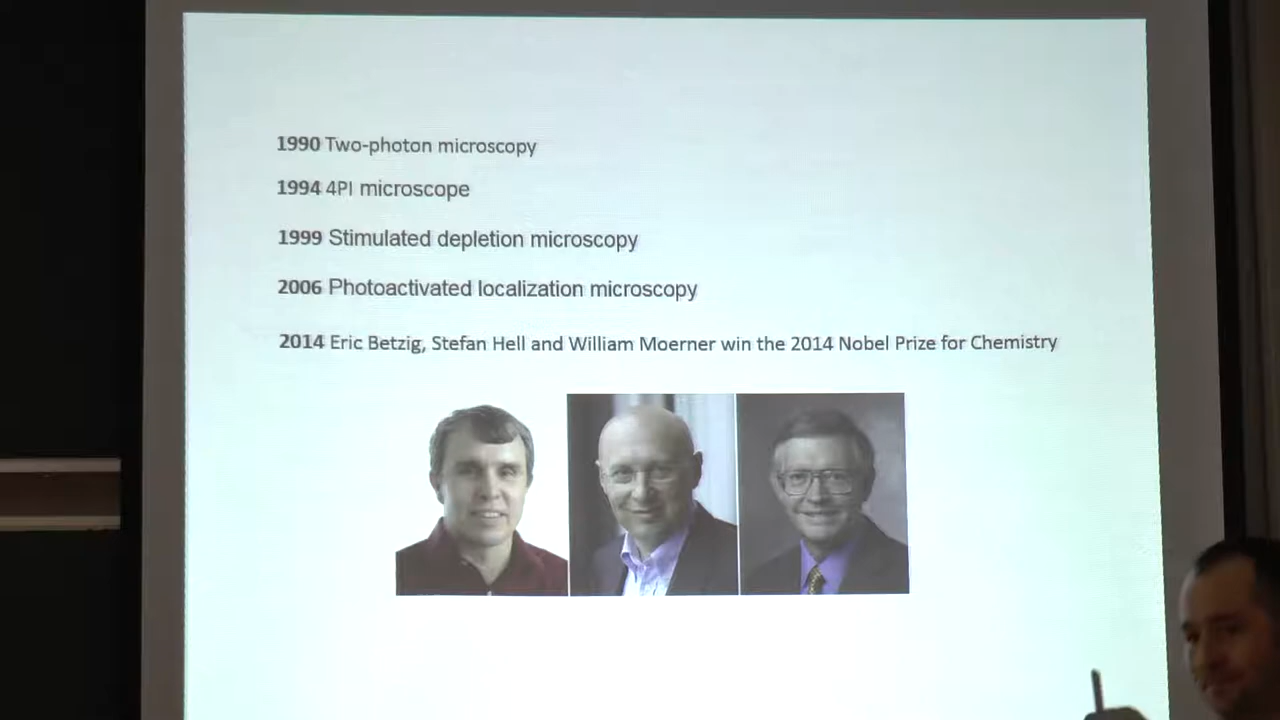 1990 Two-photon microscopy
1994 4PI microscope
1999 Stimulated depletion microscopy
2006 Photoactivated localization microscopy
2014 Eric Betzig, Stefan Hell and William Moerner win the 2014 Nobel Prize for Chemistry